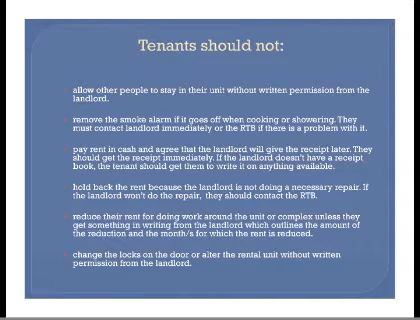 Tenants should not:
allow other people to stay in their unit without written permission from the
landlord.
remove the smoke alarm if it goes off when cooking or showering. They
must contact landlord immediately or the RTB if there is a problem with it.
pay rent in cash and agree that the landlord will give the receipt later. They
should get the receipt immediately. If the landlord doesn't have a receipt
book, the tenant should get them to write it on anything available.
hold back the rent because the landlord is not doing a necessary repair. If
the landlord won't do the repair, they should contact the RTB.
reduce their rent for doing work around the unit or complex unless they
get something in writing from the landlord which outlines the amount of
the reduction and the month/s for which the rent is reduced.
change the locks on the door or alter the rental unit without written
permission from the landlord.